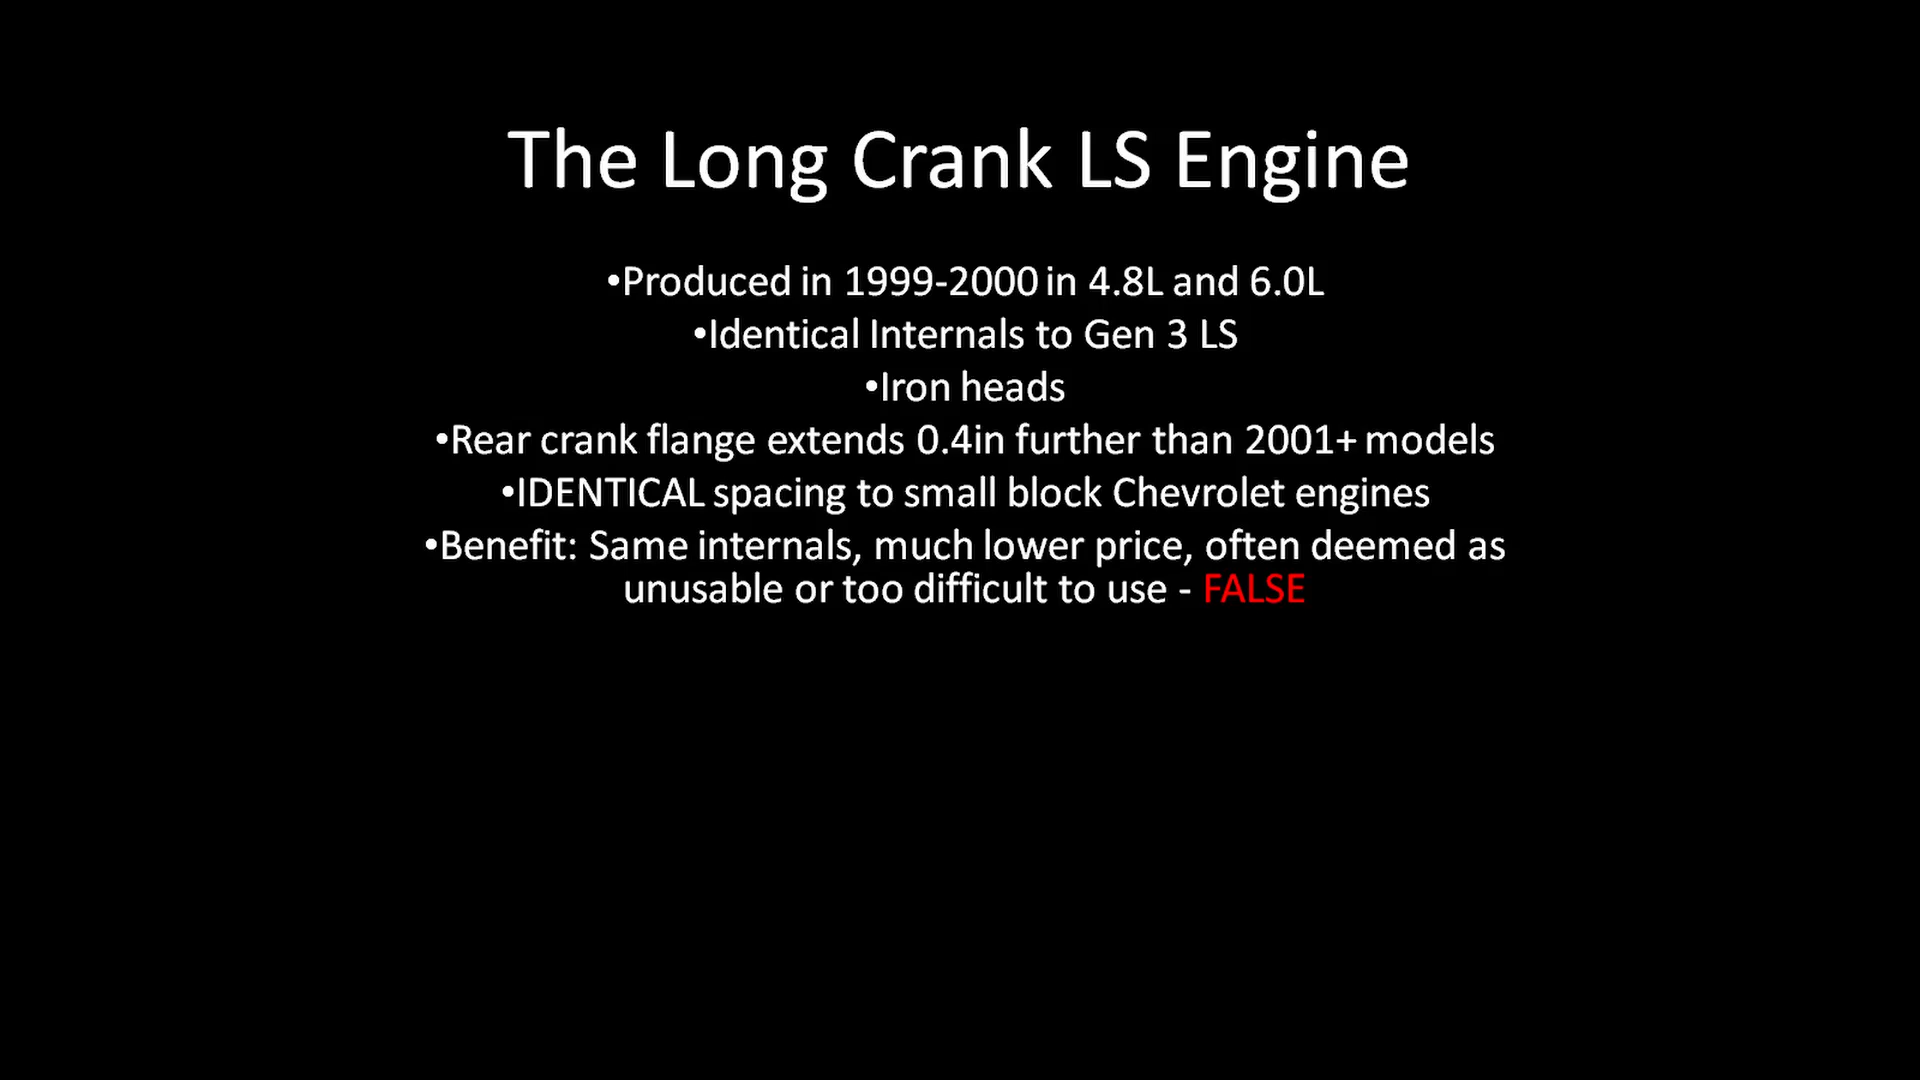 The Long Crank LS Engine
•Produced in 1999-2000 in 4.8L and 6.0L
•Identical Internals to Gen 3 LS
•Iron heads
•Rear crank flange extends 0.4in further than 2001+ models
•IDENTICAL spacing to small block Chevrolet engines
•Benefit: Same internals, much lower price, often deemed as
unusable or too difficult to use - FALSE